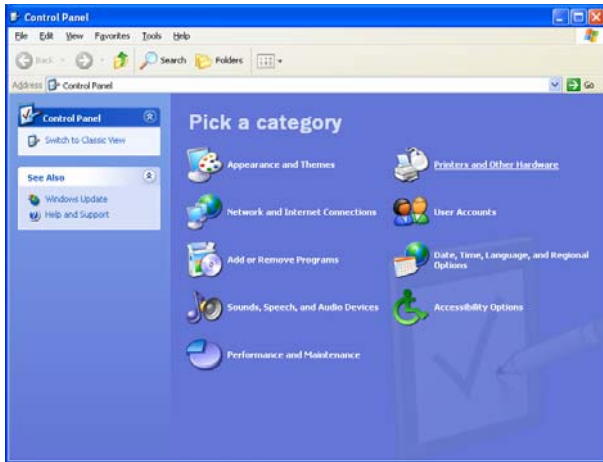 Control Panel
File Edit View Favorites Tools Help
Back Search Folders
Address Control Panel Go
Control Panel
Switch to Classic View
See Also
Windows Update
Help and Support
Pick a category
Appearance and Themes
Printers and Other Hardware
Network and Internet Connections
User Accounts
Add or Remove Programs
Date, Time, Language, and Regional
Options
Sounds, Speech, and Audio Devices
Accessibility Options
Performance and Maintenance